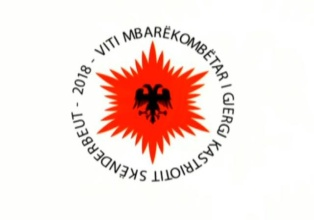 2018 - VITI MBARËKOMBËTAR I GJERGJ KASTRIOTIT SKËNDERBEUT -